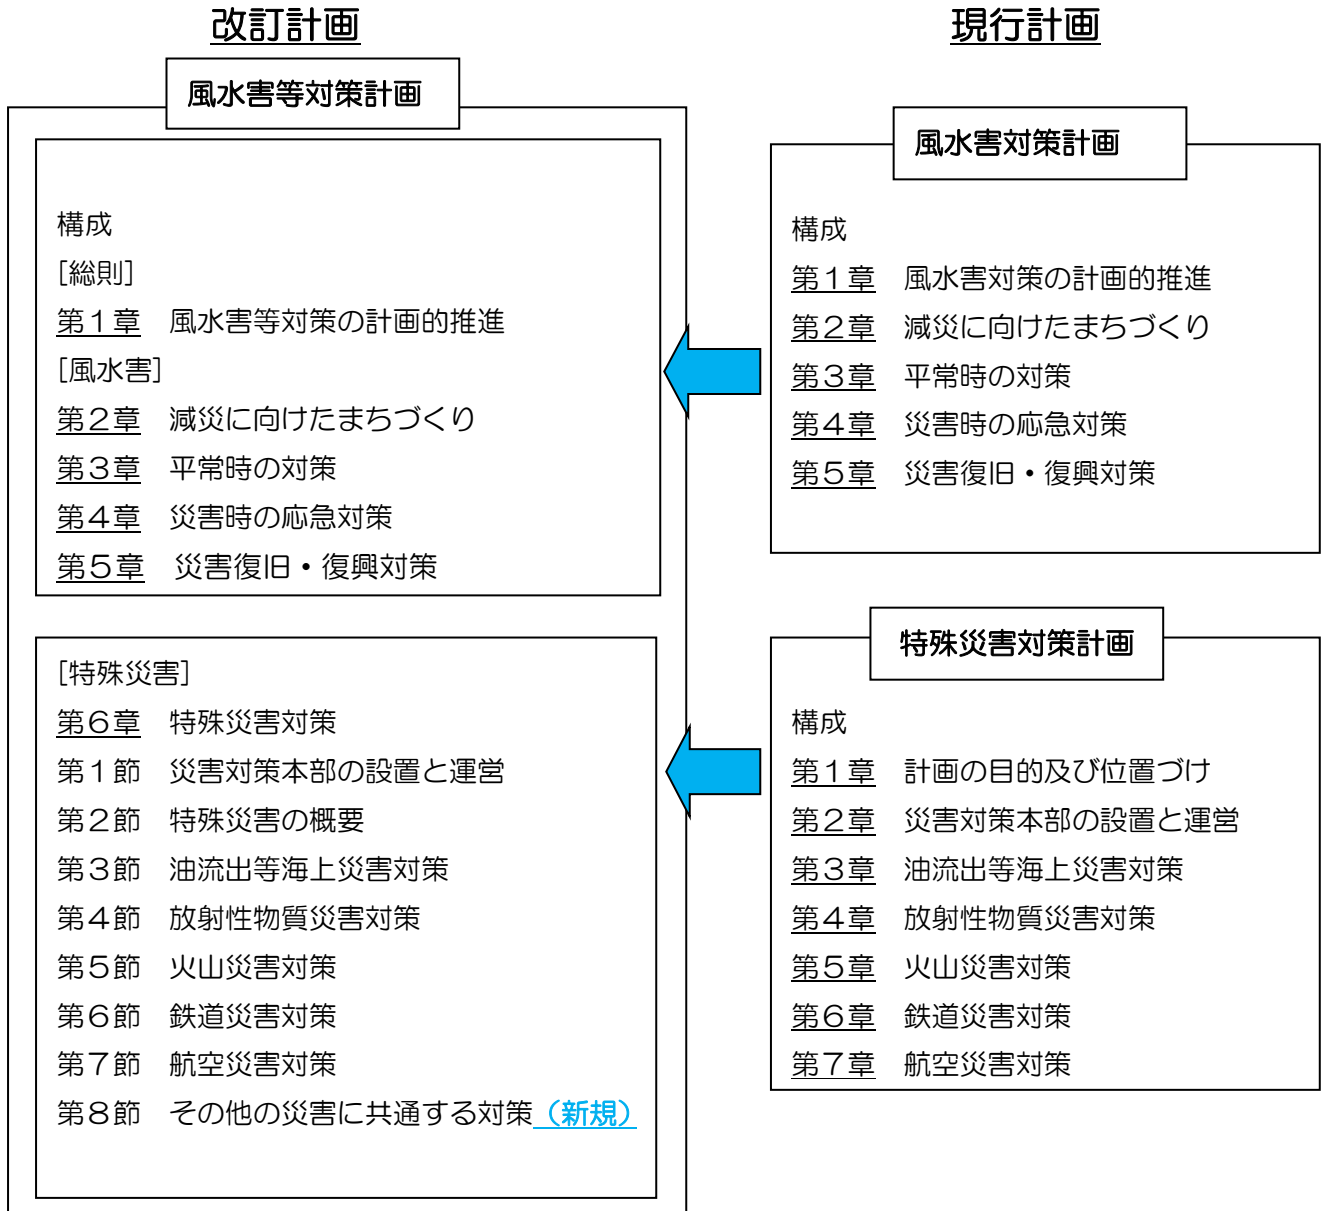 改訂計画
風水害等対策計画
構成
[総則]
第１章　風水害等対策の計画的推進
[風水害]
第２章　減災に向けたまちづくり
第３章　平常時の対策
第４章　災害時の応急対策
第５章　災害復旧・復興対策
[特殊災害]
第６章　特殊災害対策
第１節　災害対策本部の設置と運営
第２節　特殊災害の概要
第３節　油流出等海上災害対策
第４節　放射性物質災害対策
第５節　火山災害対策
第６節　鉄道災害対策
第７節　航空災害対策
第８節　その他の災害に共通する対策（新規）
現行計画
風水害対策計画
構成
第１章　風水害対策の計画的推進
第２章　減災に向けたまちづくり
第３章　平常時の対策
第４章　災害時の応急対策
第５章　災害復旧・復興対策
特殊災害対策計画
構成
第１章　計画の目的及び位置づけ
第２章　災害対策本部の設置と運営
第３章　油流出等海上災害対策
第４章　放射性物質災害対策
第５章　火山災害対策
第６章　鉄道災害対策
第７章　航空災害対策